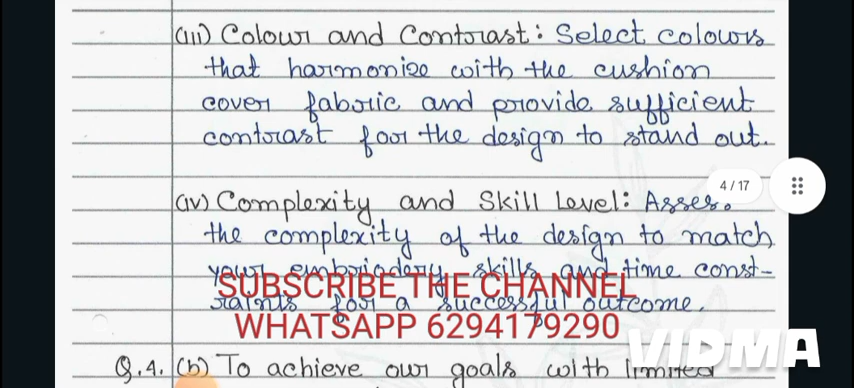 (iii) Colour and Contrast: Select colours
that harmonize with the cushion
cover fabric and provide sufficient
contrast for the design to stand out.
4/17
(iv) Complexity and Skill Level: Assess
the complexity of the design to match
your embroidery skills and time const-
raints for a successful outcome.
SUBSCRIBE THE CHANNEL
WHATSAPP 6294179290
VIDMA
Q.4. (b) To achieve our goals with limited